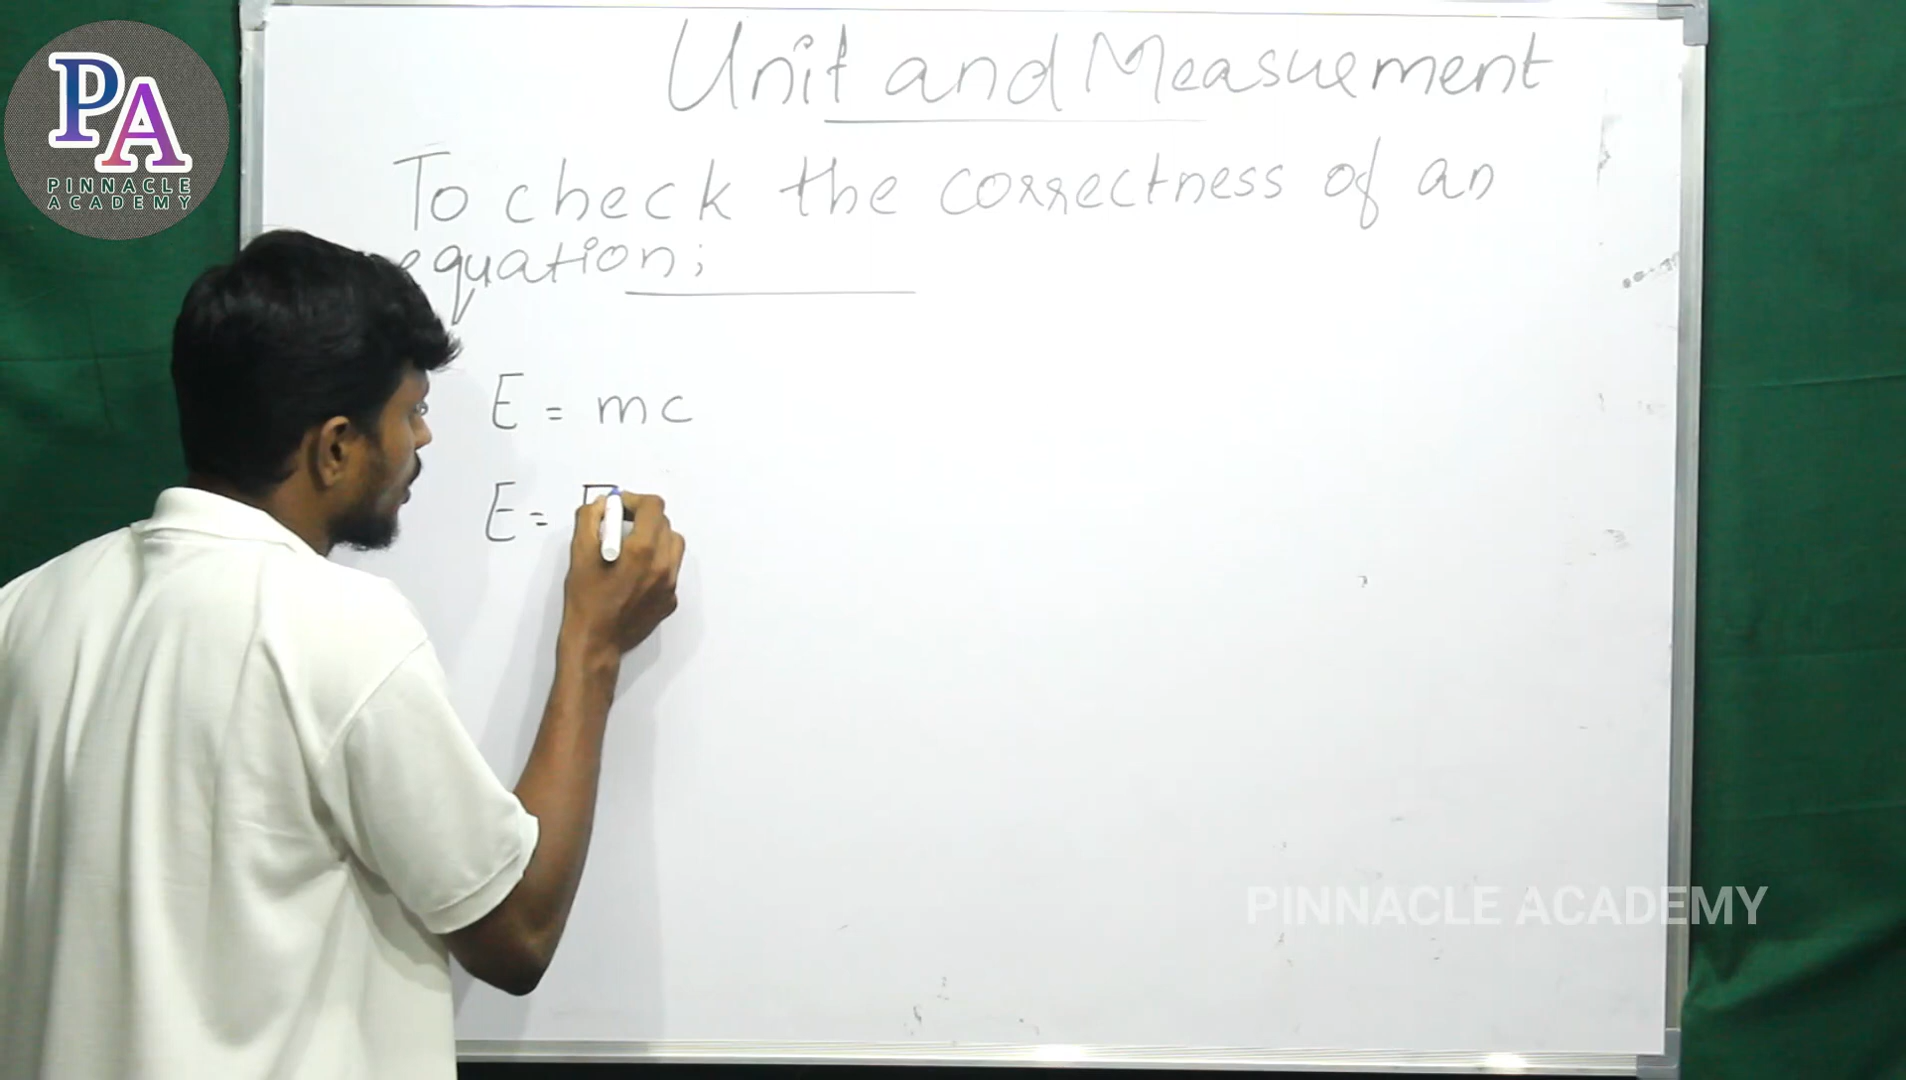 PA
PINNACLE
ACADEMY
Unit and Measurement
To check the correctness of an
equation;
E = mc
E =
PINNACLE ACADEMY